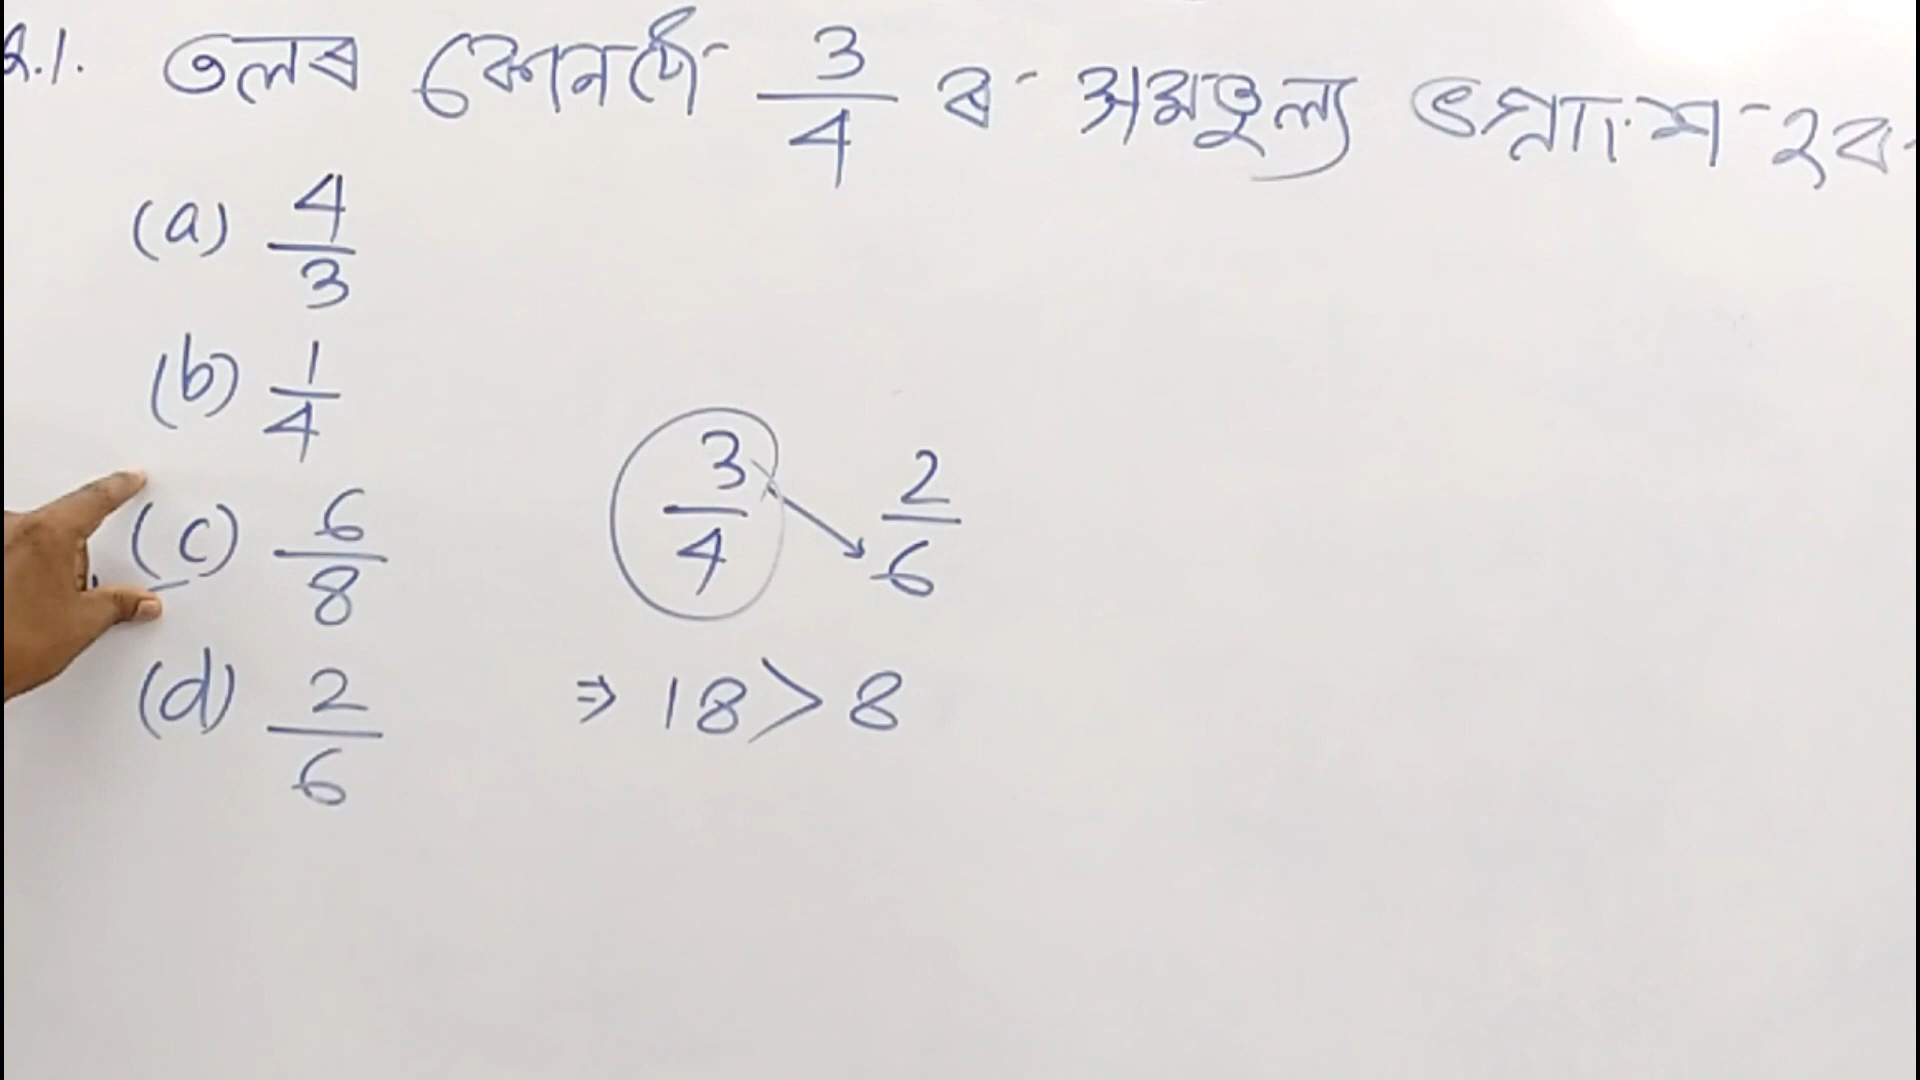 Q.1. তলৰ কোনটো 3/4 ৰ সমতুল্য ভগ্নাংশ হব
(a) 4/3
(b) 1/4
(c) 6/8
(d) 2/6
3/4 2/6
⇒ 18 > 8